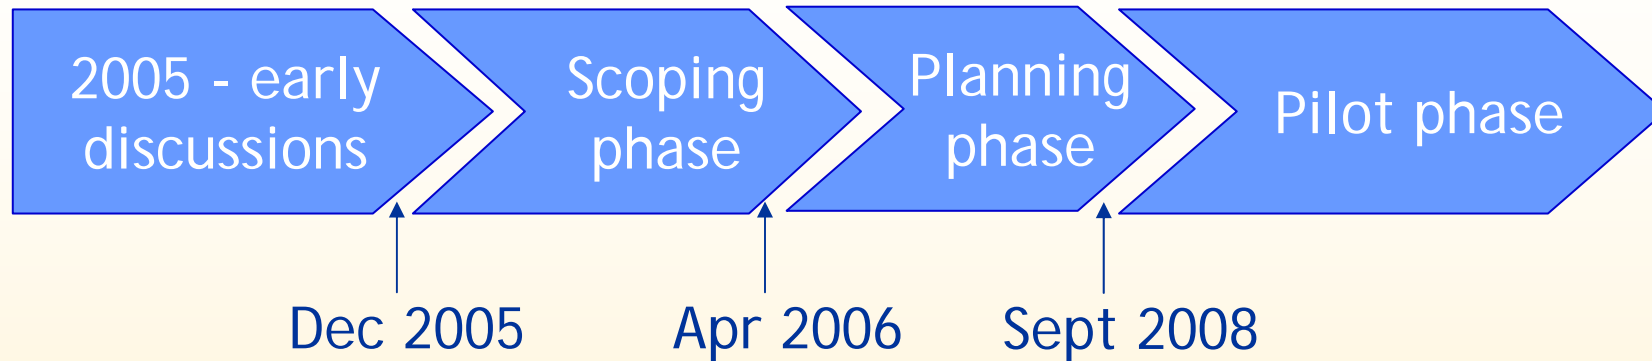 2005 - early
discussions
Scoping
phase
Planning
phase
Pilot phase
Dec 2005
Apr 2006
Sept 2008